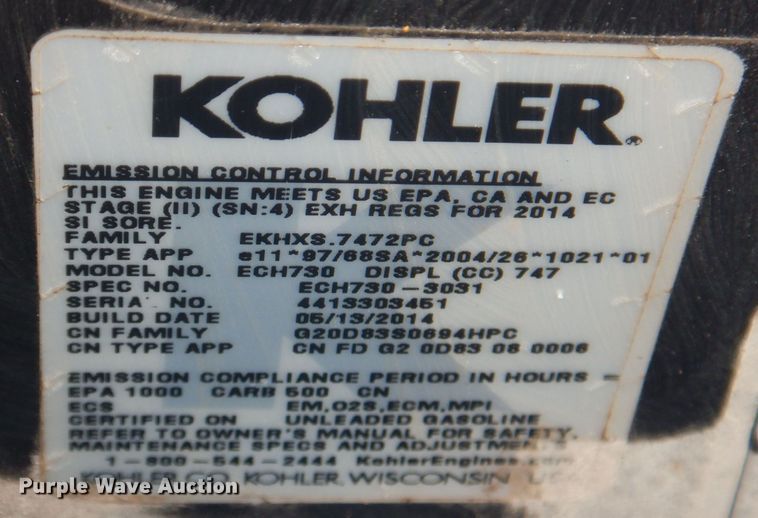 KOHLER®
EMISSION CONTROL INFORMATION
THIS ENGINE MEETS US EPA, CA AND EC
STAGE (II) (SN:4) EXH REGS FOR 2014
SI SORE.
FAMILY EKHXS.7472PC
TYPE APP e11*97/68SA*2004/26*1021*01
MODEL NO. ECH730 DISPL (CC) 747
SPEC NO. ECH730-3031
SERIAL NO. 4413303451
BUILD DATE 05/13/2014
CN FAMILY G20D83S0694HPC
CN TYPE APP CN FD G2 0D83 06 0006
EMISSION COMPLIANCE PERIOD IN HOURS =
EPA 1000 CARB 500 CN
ECS EM,O2S,ECM,MPI
CERTIFIED ON UNLEADED GASOLINE
REFER TO OWNER'S MANUAL FOR SAFETY,
MAINTENANCE SPECS AND ADJUSTMENT
1-800-544-2444 KohlerEngines.com
KOHLER CO. KOHLER, WISCONSIN
Purple Wave Auction